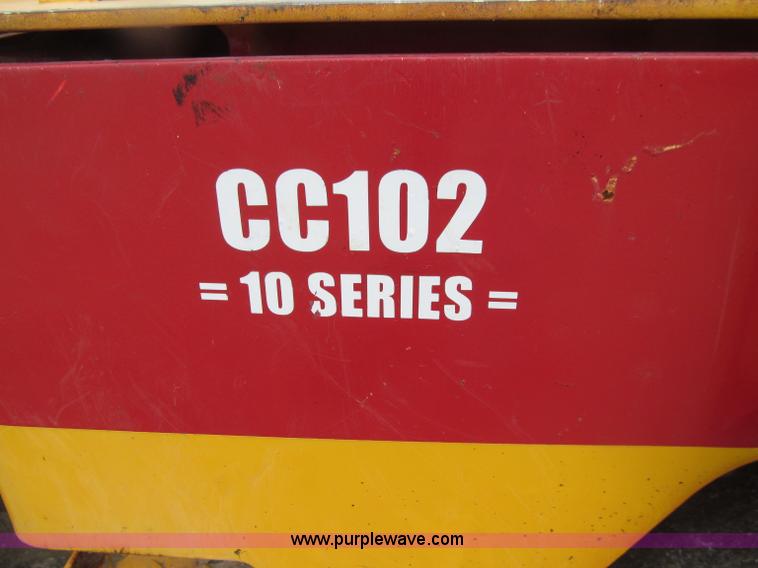 CC102
= 10 SERIES =
www.purplewave.com